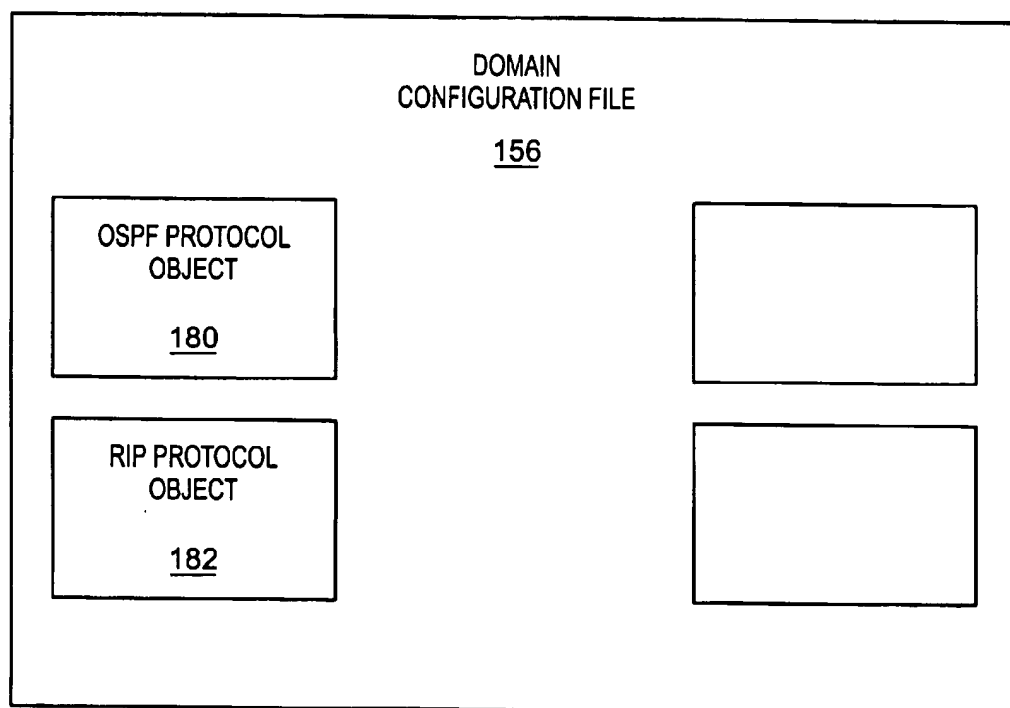 DOMAIN
CONFIGURATION FILE
156
OSPF PROTOCOL
OBJECT
180
RIP PROTOCOL
OBJECT
182